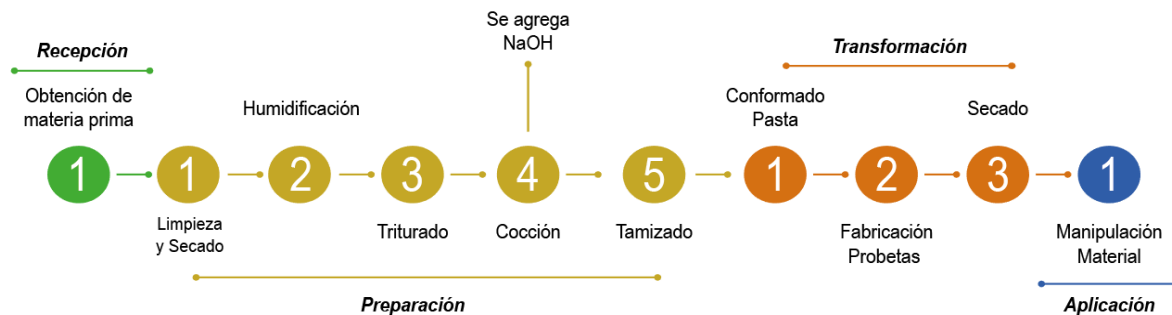 Recepción
Obtención de
materia prima
1
1
Limpieza
y Secado
Humidificación
2
3
Triturado
Se agrega
NaOH
4
Cocción
5
Tamizado
Preparación
Transformación
Conformado
Pasta
1
2
Fabricación
Probetas
Secado
3
1
Manipulación
Material
Aplicación